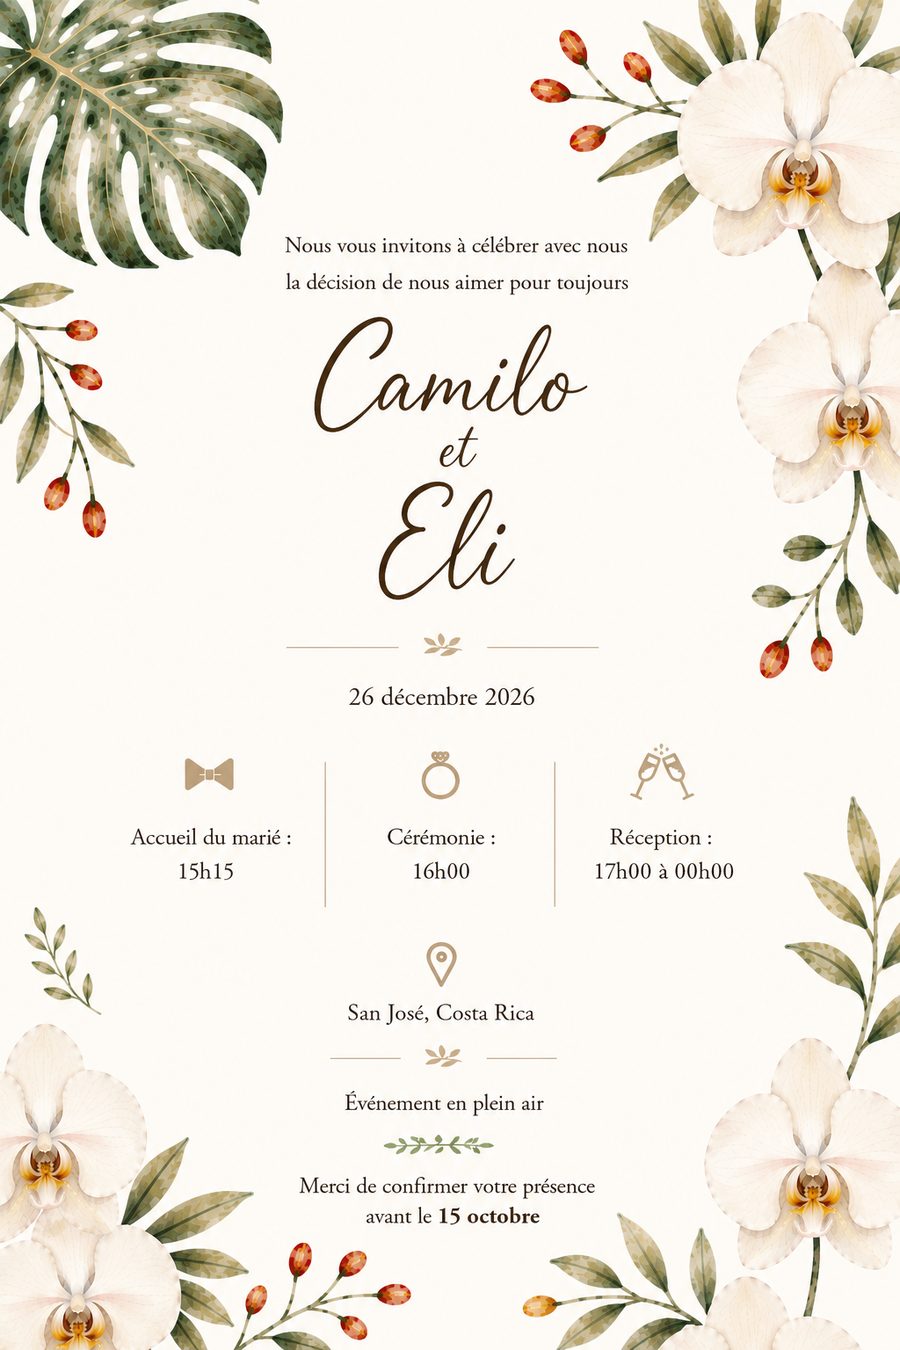 Nous vous invitons à célébrer avec nous
la décision de nous aimer pour toujours
Camilo
et
Eli
26 décembre 2026
Accueil du marié :
15h15
Cérémonie :
16h00
Réception :
17h00 à 00h00
San José, Costa Rica
Événement en plein air
Merci de confirmer votre présence
avant le 15 octobre